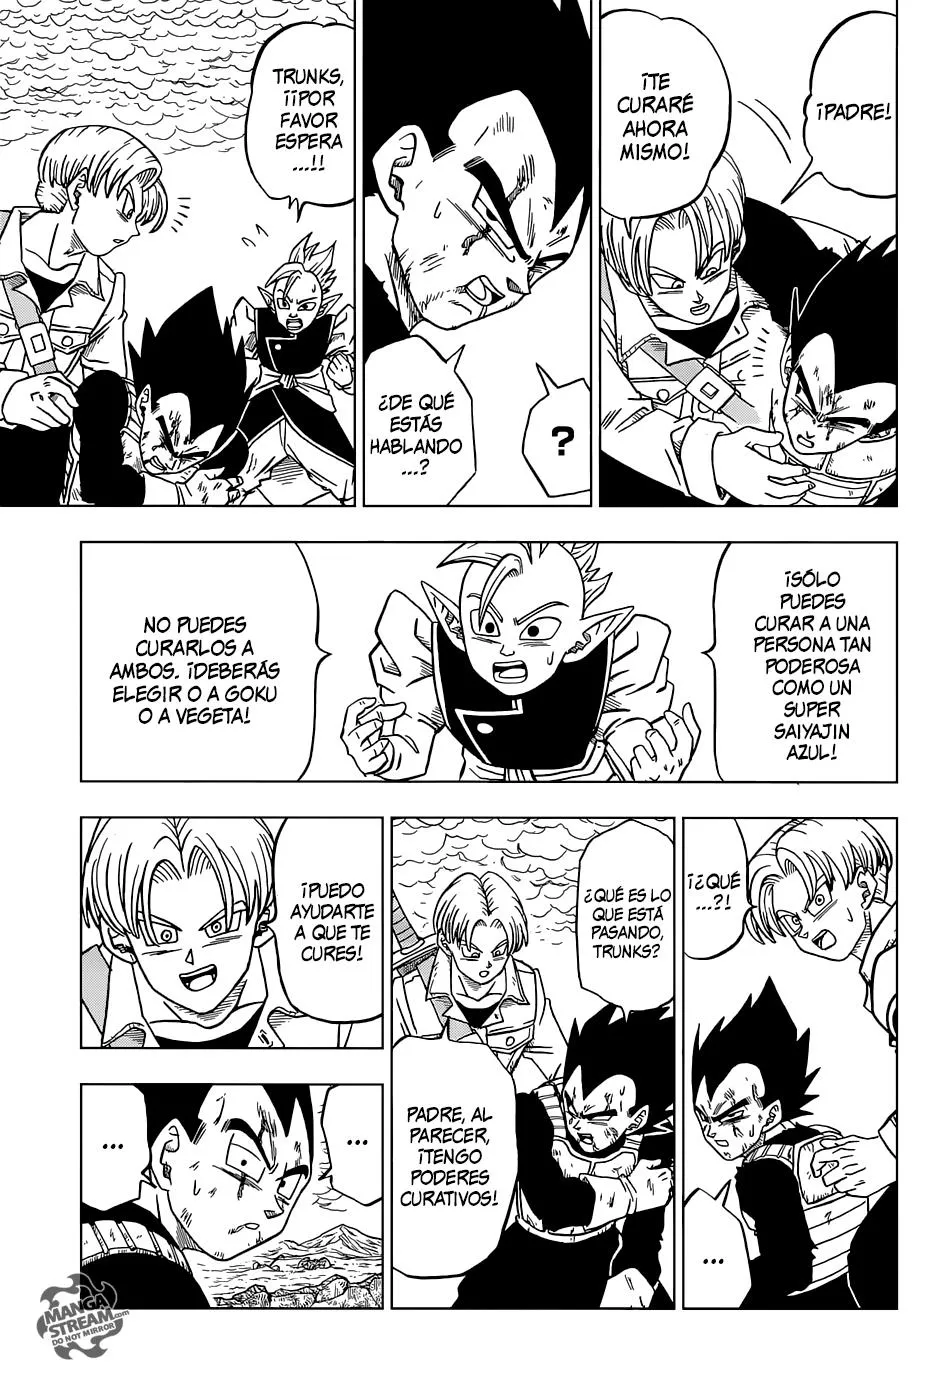 ¡PADRE!
¡TE
CURARÉ
AHORA
MISMO!
?
¿DE QUÉ
ESTÁS
HABLANDO
...?
TRUNKS,
¡¡POR
FAVOR
ESPERA
...!!
¡SÓLO
PUEDES
CURAR A UNA
PERSONA TAN
PODEROSA
COMO UN
SUPER
SAIYAJIN
AZUL!
NO PUEDES
CURARLOS A
AMBOS. ¡DEBERÁS
ELEGIR O A GOKU
O A VEGETA!
¡¿QUÉ
...?!
...
¿QUÉ ES LO
QUE ESTÁ
PASANDO,
TRUNKS?
PADRE, AL
PARECER,
¡TENGO
PODERES
CURATIVOS!
¡PUEDO
AYUDARTE
A QUE TE
CURES!
...
...
MANGA
STREAM.com
DO NOT MIRROR